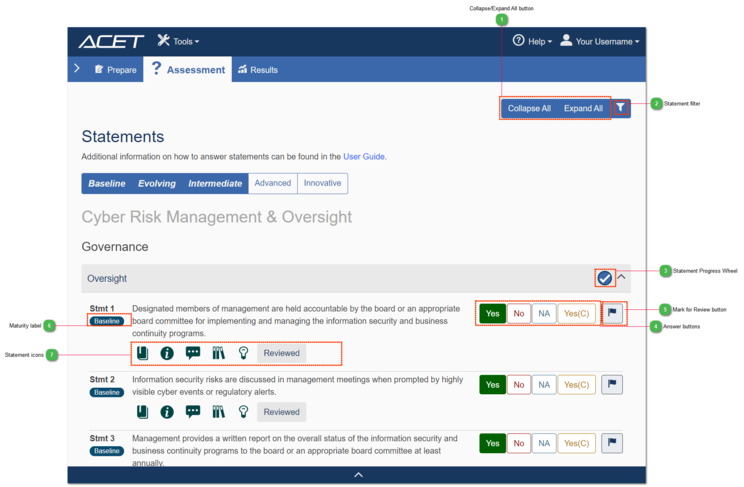 Collapse/Expand All button
1
ACET Tools Help Your Username
Prepare ? Assessment Results
Collapse All Expand All
2 Statement filter
Statements
Additional information on how to answer statements can be found in the User Guide.
Baseline Evolving Intermediate Advanced Innovative
Cyber Risk Management & Oversight
Governance
Oversight
3 Statement Progress Wheel
Stmt 1 Designated members of management are held accountable by the board or an appropriate
Maturity label 6 Baseline board committee for implementing and managing the information security and business
continuity programs.
Yes No NA Yes(C)
5 Mark for Review button
4 Answer buttons
Statement icons 7 Reviewed
Stmt 2 Information security risks are discussed in management meetings when prompted by highly
Baseline visible cyber events or regulatory alerts.
Yes No NA Yes(C)
Reviewed
Stmt 3 Management provides a written report on the overall status of the information security and
Baseline business continuity programs to the board or an appropriate board committee at least
annually.
Yes No NA Yes(C)